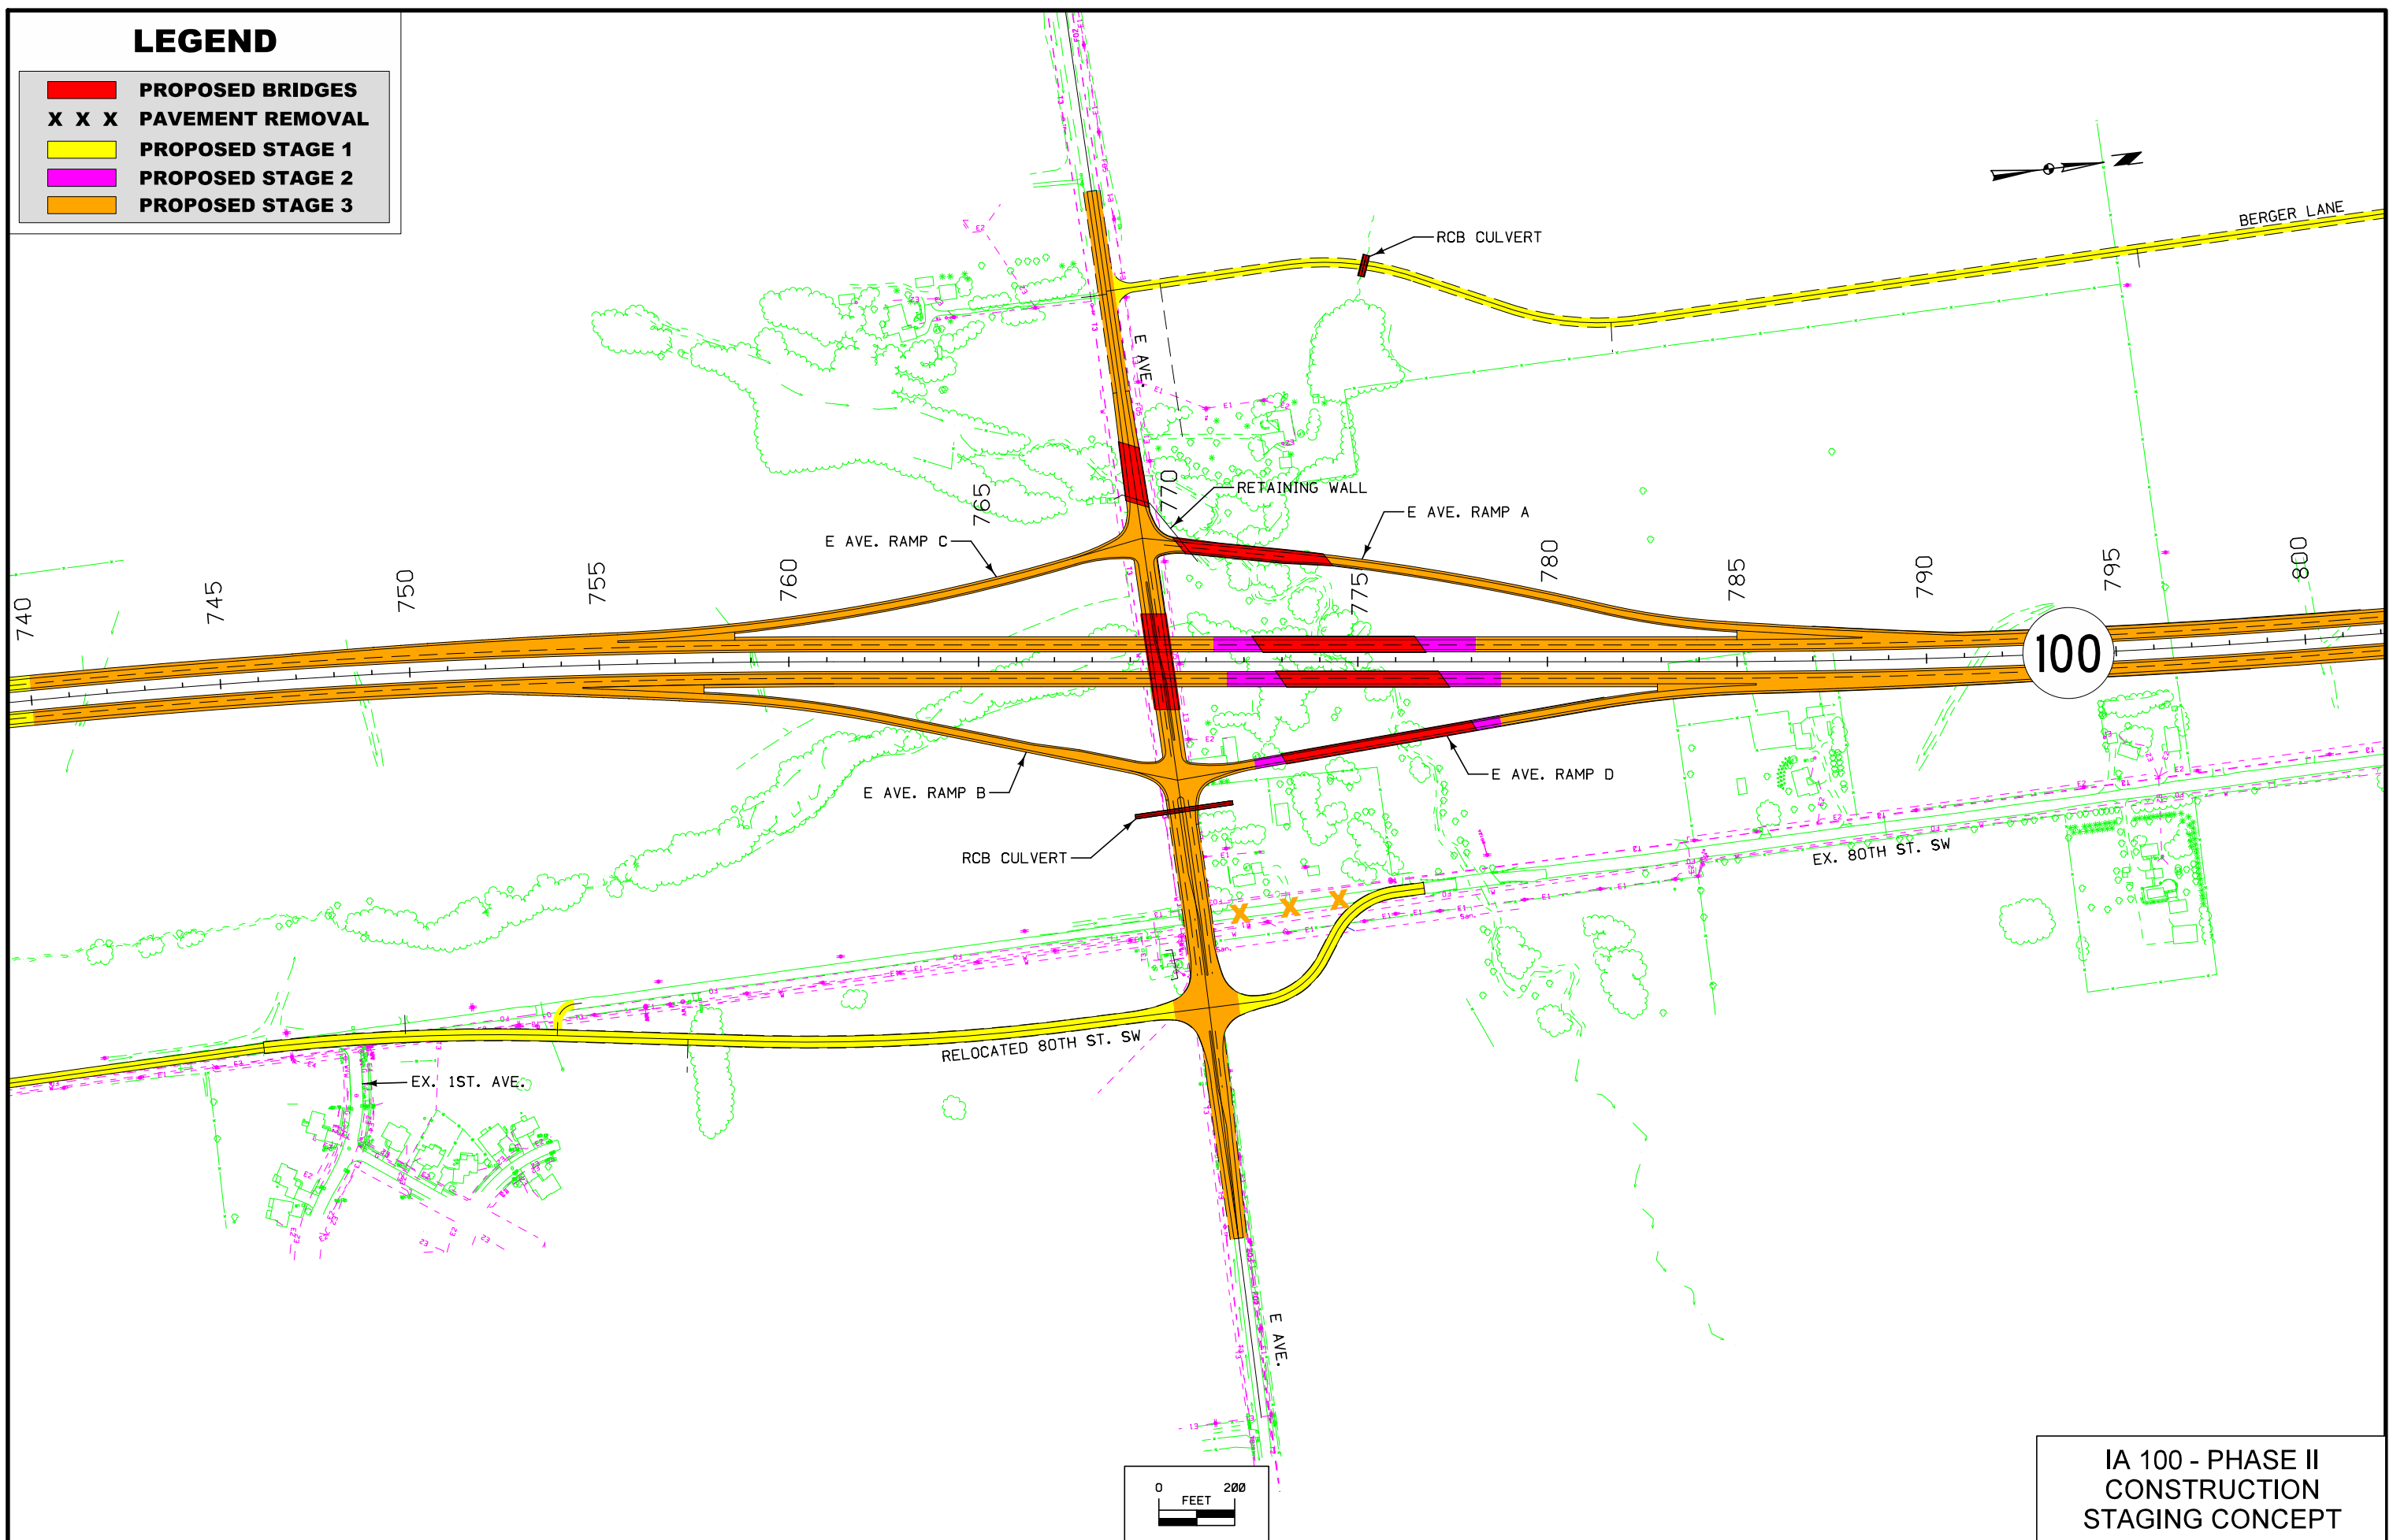 LEGEND
PROPOSED BRIDGES
X X X PAVEMENT REMOVAL
PROPOSED STAGE 1
PROPOSED STAGE 2
PROPOSED STAGE 3
BERGER LANE
RCB CULVERT
E AVE.
RETAINING WALL
E AVE. RAMP A
E AVE. RAMP C
740
745
750
755
760
765
770
775
780
785
790
795
800
100
E AVE. RAMP B
E AVE. RAMP D
RCB CULVERT
EX. 80TH ST. SW
X X X
RELOCATED 80TH ST. SW
EX. 1ST. AVE.
E AVE.
0 200
FEET
IA 100 - PHASE II
CONSTRUCTION
STAGING CONCEPT